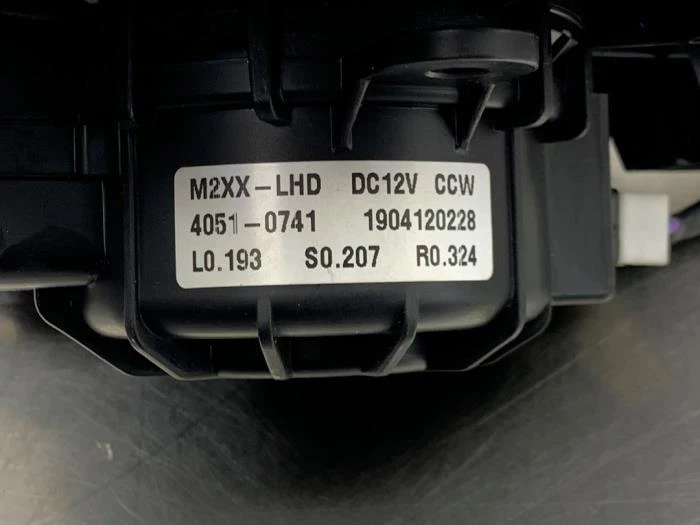 M2XX-LHD DC12V CCW
4051-0741 1904120228
L0.193 S0.207 R0.324